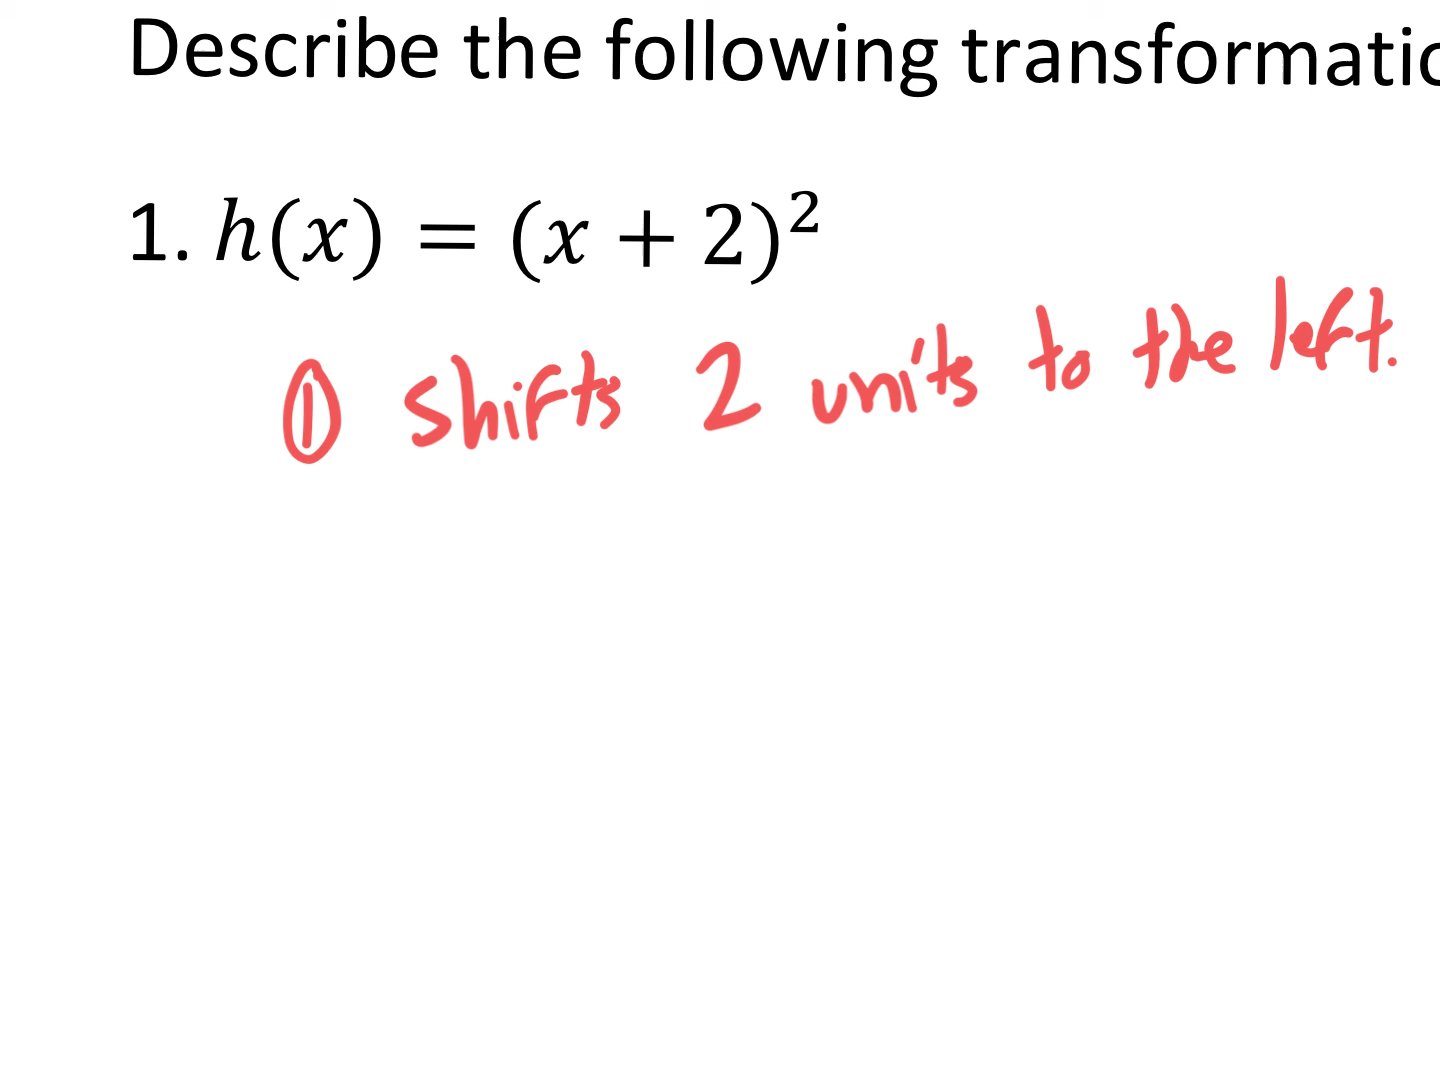 Describe the following transformatio
1. h(x) = (x + 2)²
① shifts 2 units to the left.